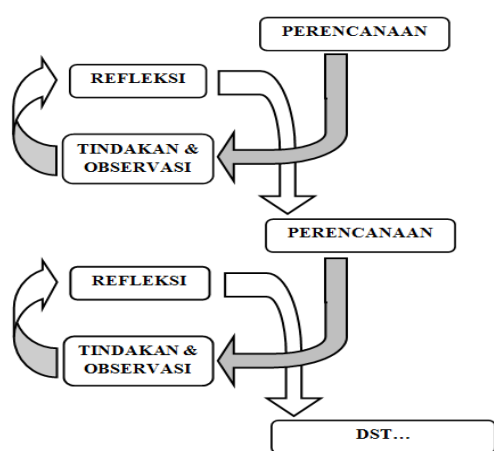 PERENCANAAN
REFLEKSI
TINDAKAN &
OBSERVASI
PERENCANAAN
REFLEKSI
TINDAKAN &
OBSERVASI
DST...